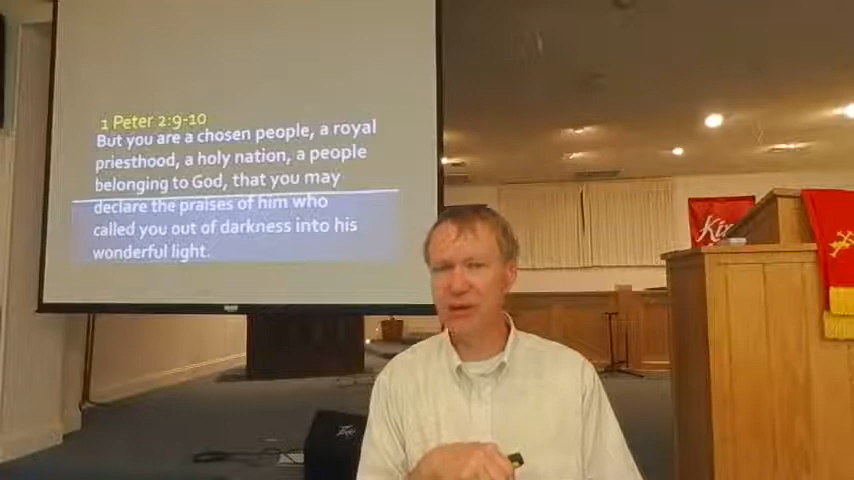 1 Peter 2:9-10
But you are a chosen people, a royal
priesthood, a holy nation, a people
belonging to God, that you may
declare the praises of him who
called you out of darkness into his
wonderful light.
Kin